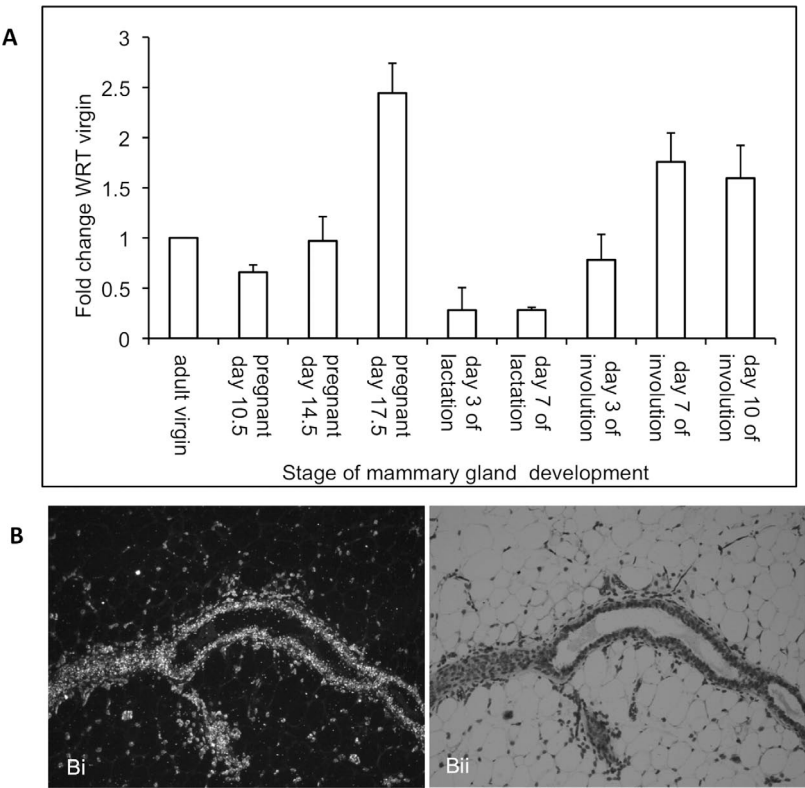 A
3
2.5
2
1.5
1
0.5
0
Fold change WRT virgin
adult virgin
pregnant
day 10.5
pregnant
day 14.5
pregnant
day 17.5
day 3 of
lactation
day 7 of
lactation
day 3 of
involution
day 7 of
involution
day 10 of
involution
Stage of mammary gland development
B
Bi
Bii